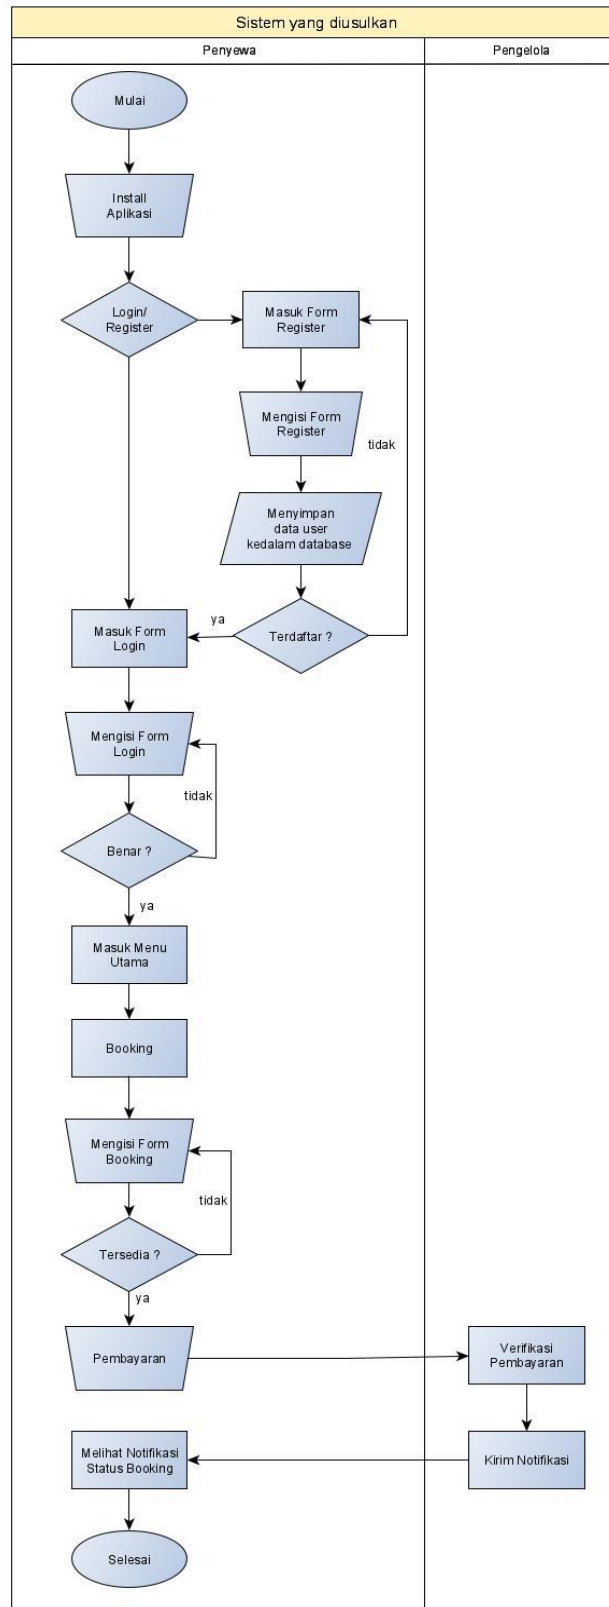 Sistem yang diusulkan
Penyewa
Pengelola
Mulai
Install
Aplikasi
Login/
Register
Masuk Form
Register
Mengisi Form
Register
tidak
Menyimpan
data user
kedalam database
Terdaftar ?
ya
Masuk Form
Login
Mengisi Form
Login
tidak
Benar ?
ya
Masuk Menu
Utama
Booking
Mengisi Form
Booking
tidak
Tersedia ?
ya
Pembayaran
Verifikasi
Pembayaran
Kirim Notifikasi
Melihat Notifikasi
Status Booking
Selesai